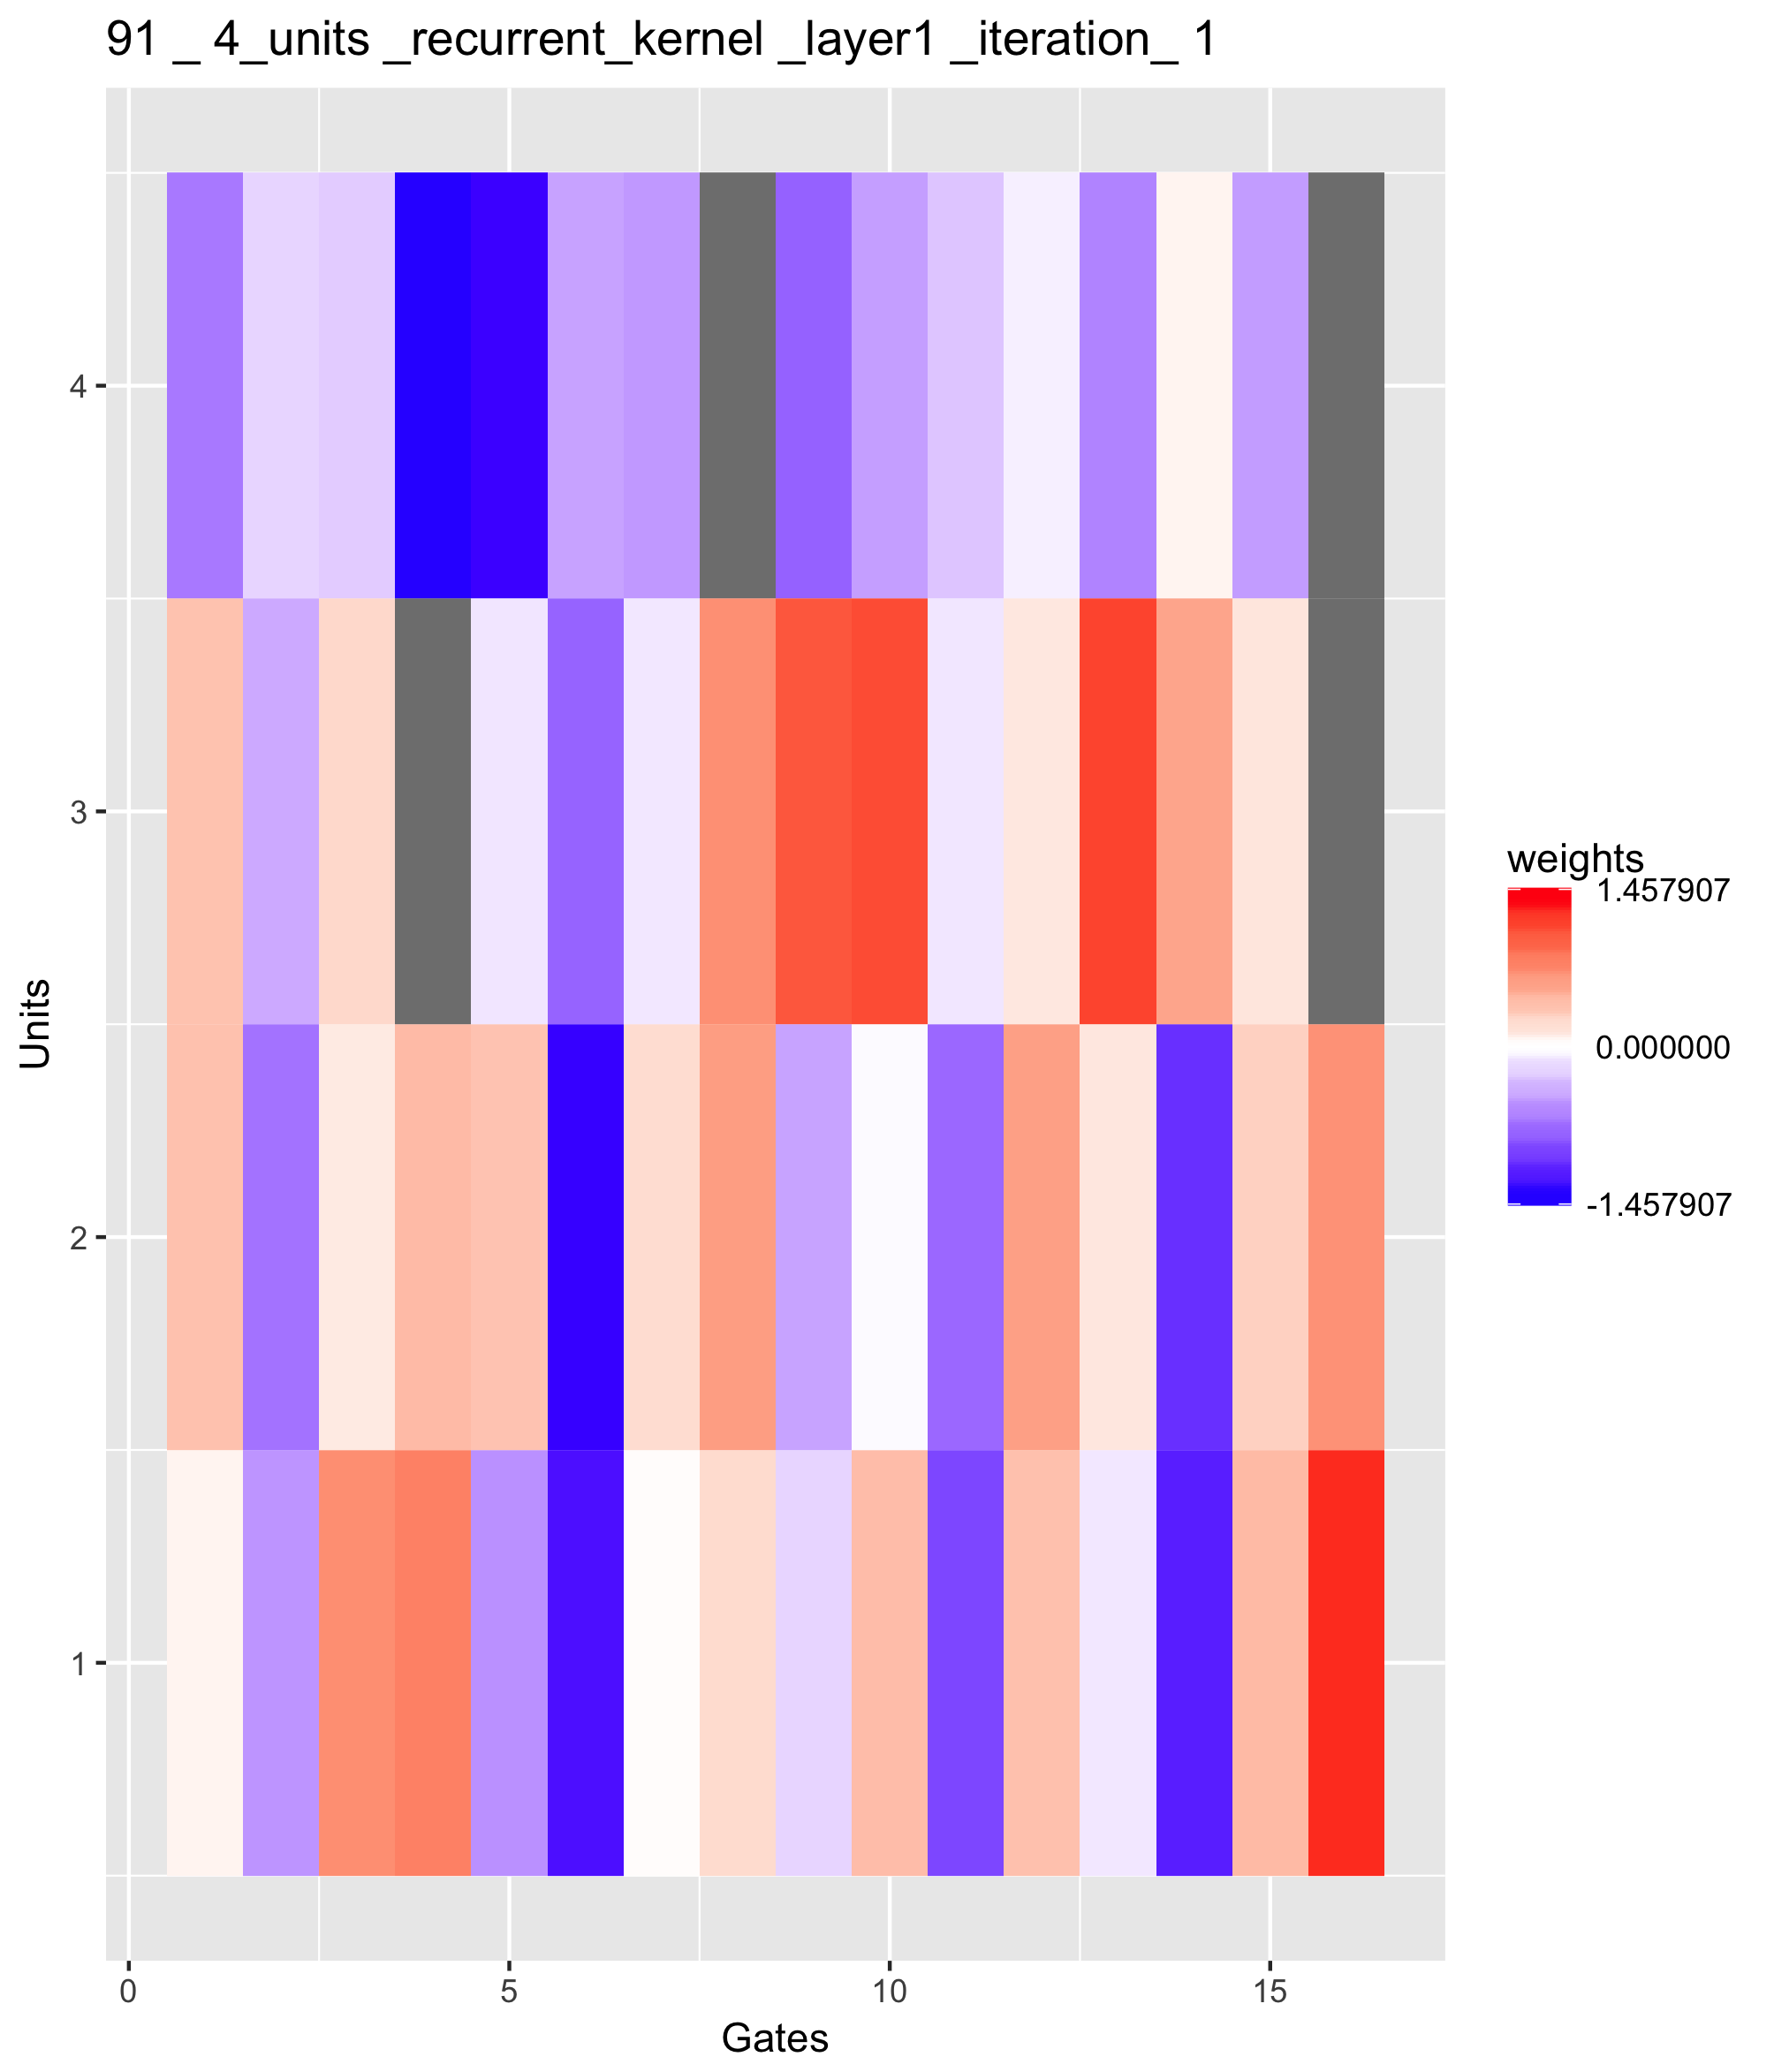 91 _ 4_units _recurrent_kernel _layer1 _iteration_ 1
Units
4
3
2
1
0
5
10
15
Gates
weights
1.457907
0.000000
-1.457907